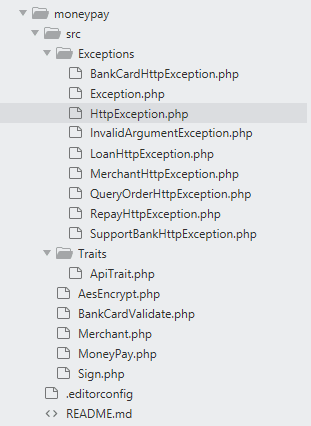 moneypay
src
Exceptions
BankCardHttpException.php
Exception.php
HttpException.php
InvalidArgumentException.php
LoanHttpException.php
MerchantHttpException.php
QueryOrderHttpException.php
RepayHttpException.php
SupportBankHttpException.php
Traits
ApiTrait.php
AesEncrypt.php
BankCardValidate.php
Merchant.php
MoneyPay.php
Sign.php
.editorconfig
README.md